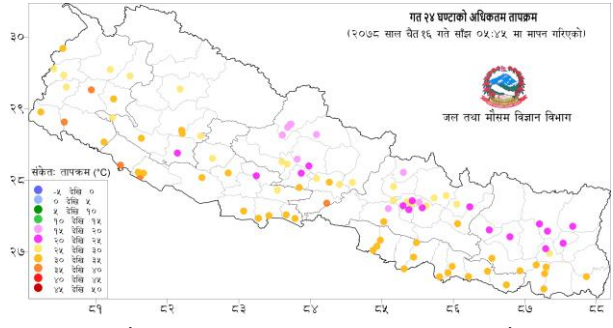 गत २४ घण्टाको अधिकतम तापक्रम
(२०७८ साल चैत १६ गते साँझ ०५:४५ मा मापन गरिएको)
जल तथा मौसम विज्ञान विभाग
संकेतः तापक्रम (°C)
-५ देखि ०
० देखि ५
५ देखि १०
१० देखि १५
१५ देखि २०
२० देखि २५
२५ देखि ३०
३० देखि ३५
३५ देखि ४०
४० देखि ४५
४५ देखि ५०
३०
२९
२८
२७
८१
८२
८३
८४
८५
८६
८७
८८